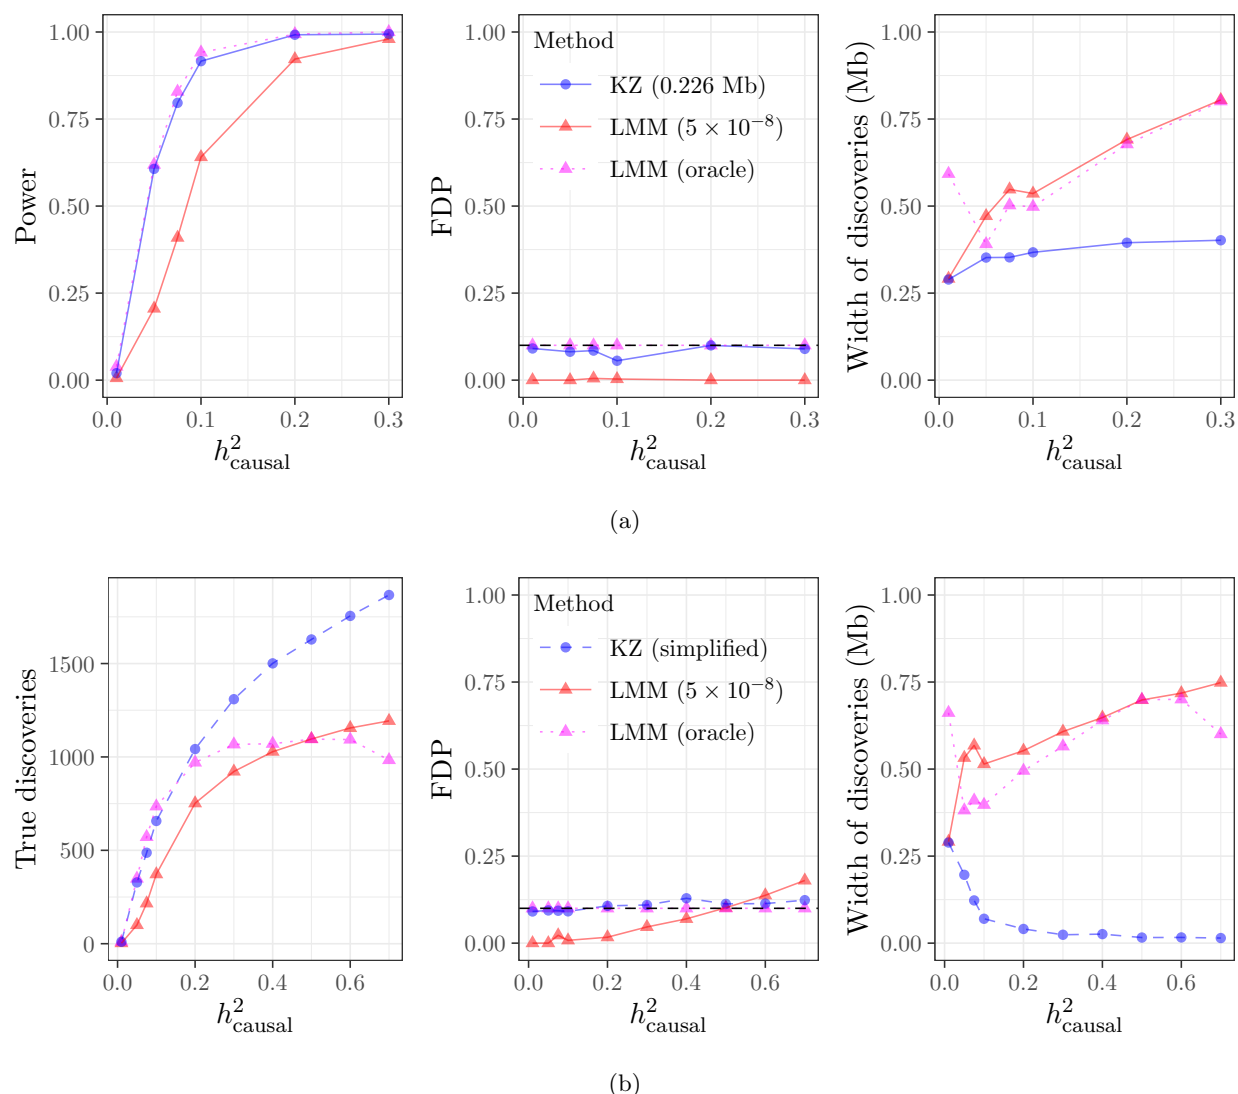 Power
1.00
0.75
0.50
0.25
0.00
0.0 0.1 0.2 0.3
h²causal
FDP
1.00
0.75
0.50
0.25
0.00
Method
KZ (0.226 Mb)
LMM (5 × 10⁻⁸)
LMM (oracle)
0.0 0.1 0.2 0.3
h²causal
Width of discoveries (Mb)
1.00
0.75
0.50
0.25
0.00
0.0 0.1 0.2 0.3
h²causal
(a)
True discoveries
1500
1000
500
0
0.0 0.2 0.4 0.6
h²causal
FDP
1.00
0.75
0.50
0.25
0.00
Method
KZ (simplified)
LMM (5 × 10⁻⁸)
LMM (oracle)
0.0 0.2 0.4 0.6
h²causal
Width of discoveries (Mb)
1.00
0.75
0.50
0.25
0.00
0.0 0.2 0.4 0.6
h²causal
(b)